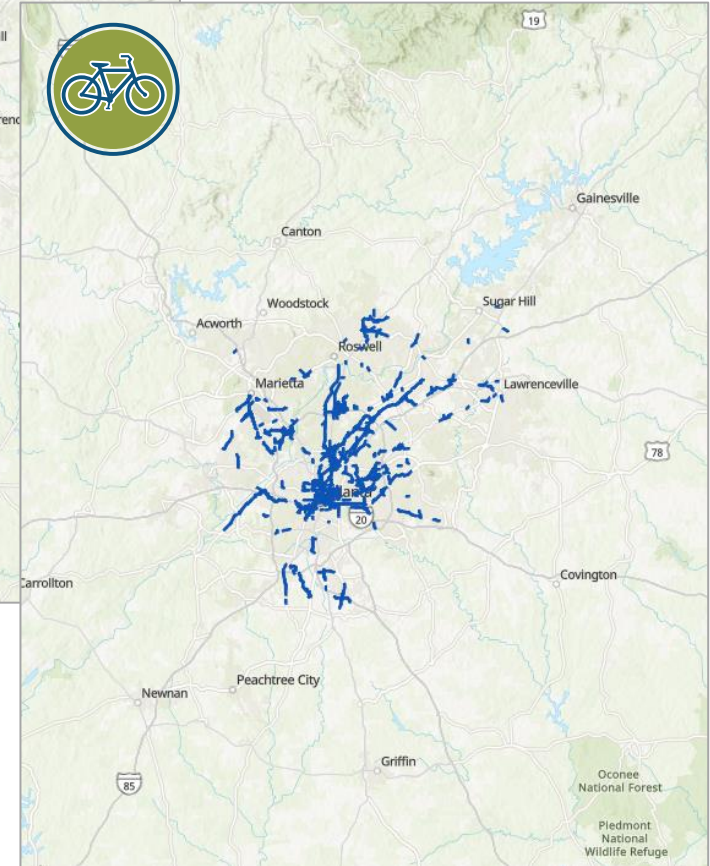 19
Gainesville
Canton
Sugar Hill
Woodstock
Acworth
Roswell
Marietta
Lawrenceville
78
20
Covington
Carrollton
Peachtree City
Newnan
Griffin
85
Oconee
National Forest
Piedmont
National
Wildlife Refuge